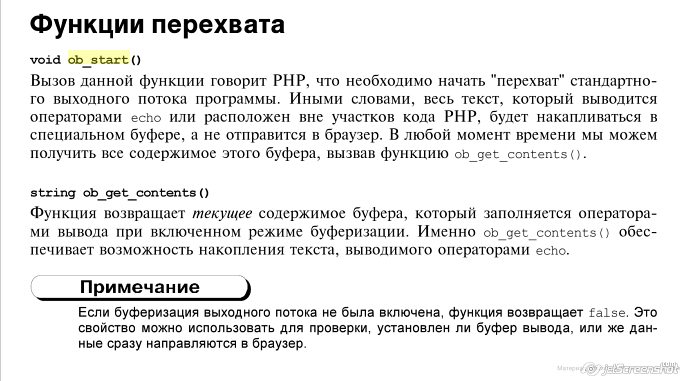 Функции перехвата
void ob_start()
Вызов данной функции говорит PHP, что необходимо начать "перехват" стандартно-
го выходного потока программы. Иными словами, весь текст, который выводится
операторами echo или расположен вне участков кода PHP, будет накапливаться в
специальном буфере, а не отправится в браузер. В любой момент времени мы можем
получить все содержимое этого буфера, вызвав функцию ob_get_contents().
string ob_get_contents()
Функция возвращает текущее содержимое буфера, который заполняется оператора-
ми вывода при включенном режиме буферизации. Именно ob_get_contents() обес-
печивает возможность накопления текста, выводимого операторами echo.
Примечание
Если буферизация выходного потока не была включена, функция возвращает false. Это
свойство можно использовать для проверки, установлен ли буфер вывода, или же дан-
ные сразу направляются в браузер.
jetScreenshot